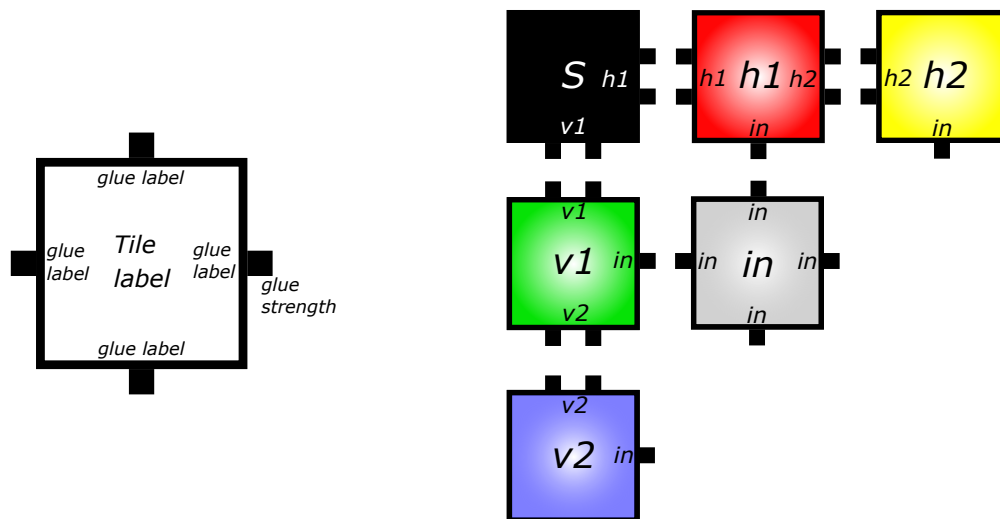 glue label
glue
label
Tile
label
glue
label
glue
strength
glue label
S
h1
v1
h1
h1
h2
in
h2
h2
in
v1
v1
in
v2
in
in
in
in
in
v2
v2
in